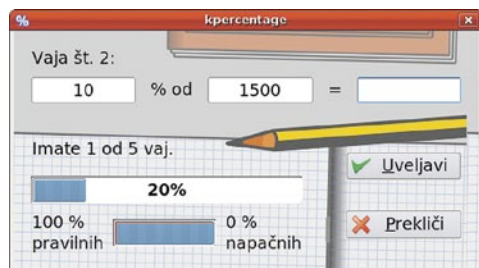 % kpercentage
Vaja št. 2:
10 % od 1500 =
Imate 1 od 5 vaj.
20%
100 % pravilnih
0 % napačnih
Uveljavi
Prekliči